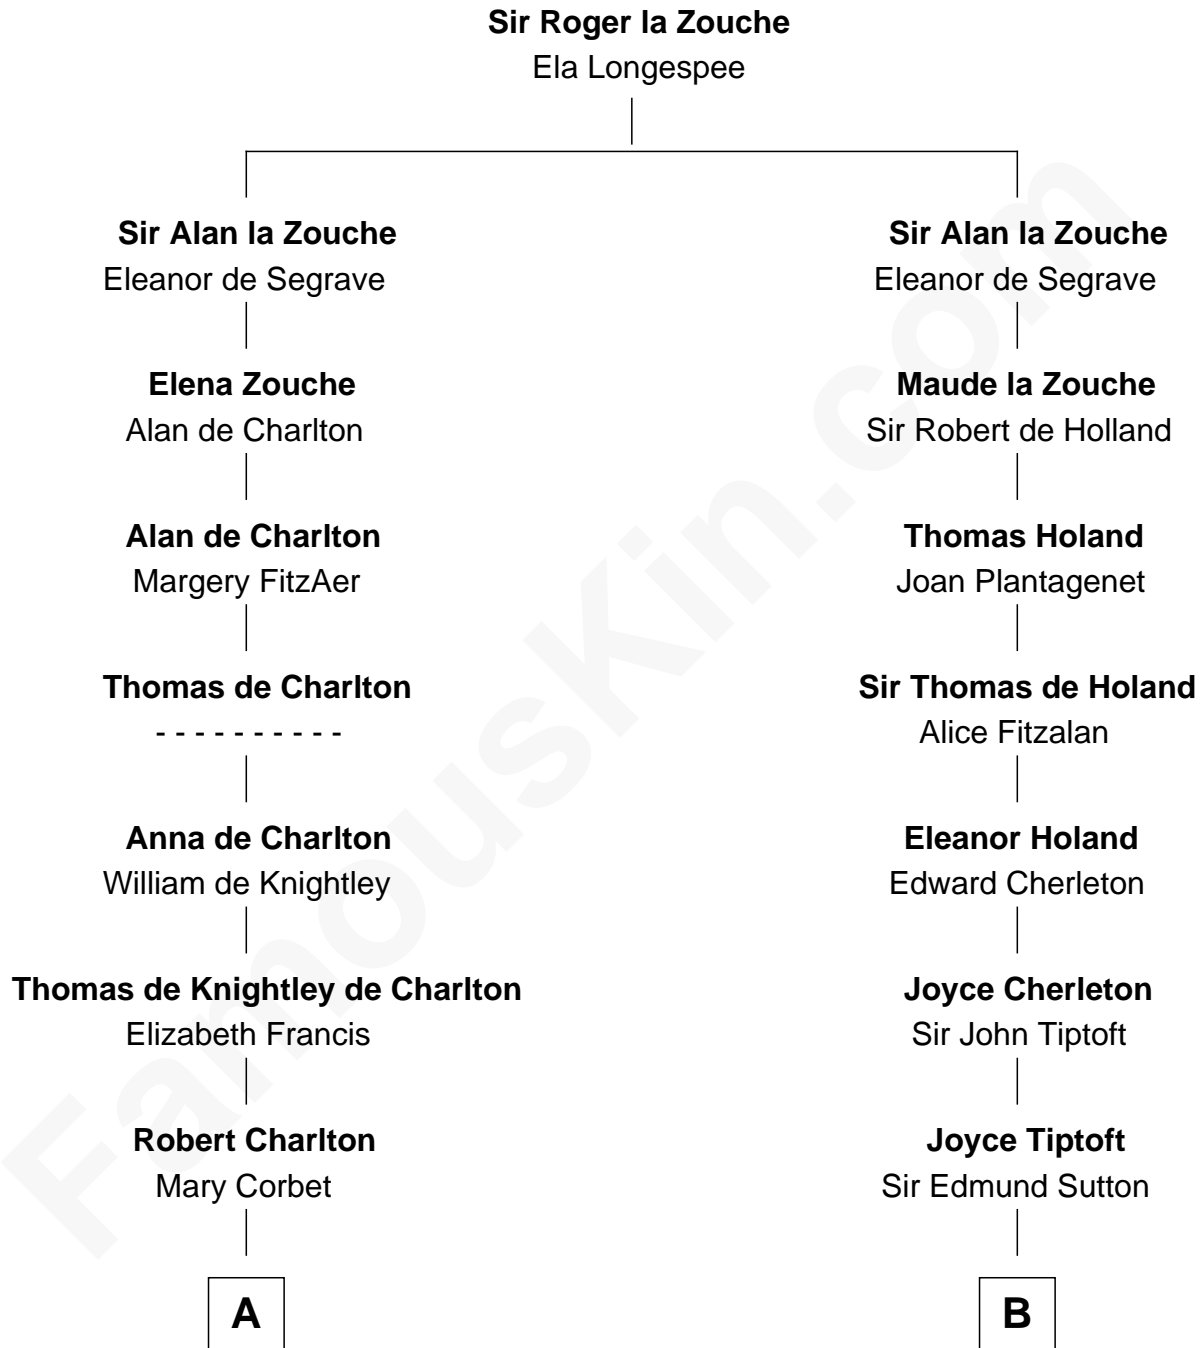 Sir Roger la Zouche
Ela Longespee
Sir Alan la Zouche
Eleanor de Segrave
Elena Zouche
Alan de Charlton
Alan de Charlton
Margery FitzAer
Thomas de Charlton
- - - - - - - - - -
Anna de Charlton
William de Knightley
Thomas de Knightley de Charlton
Elizabeth Francis
Robert Charlton
Mary Corbet
A
Sir Alan la Zouche
Eleanor de Segrave
Maude la Zouche
Sir Robert de Holland
Thomas Holand
Joan Plantagenet
Sir Thomas de Holand
Alice Fitzalan
Eleanor Holand
Edward Cherleton
Joyce Cherleton
Sir John Tiptoft
Joyce Tiptoft
Sir Edmund Sutton
B
FamousKin.com